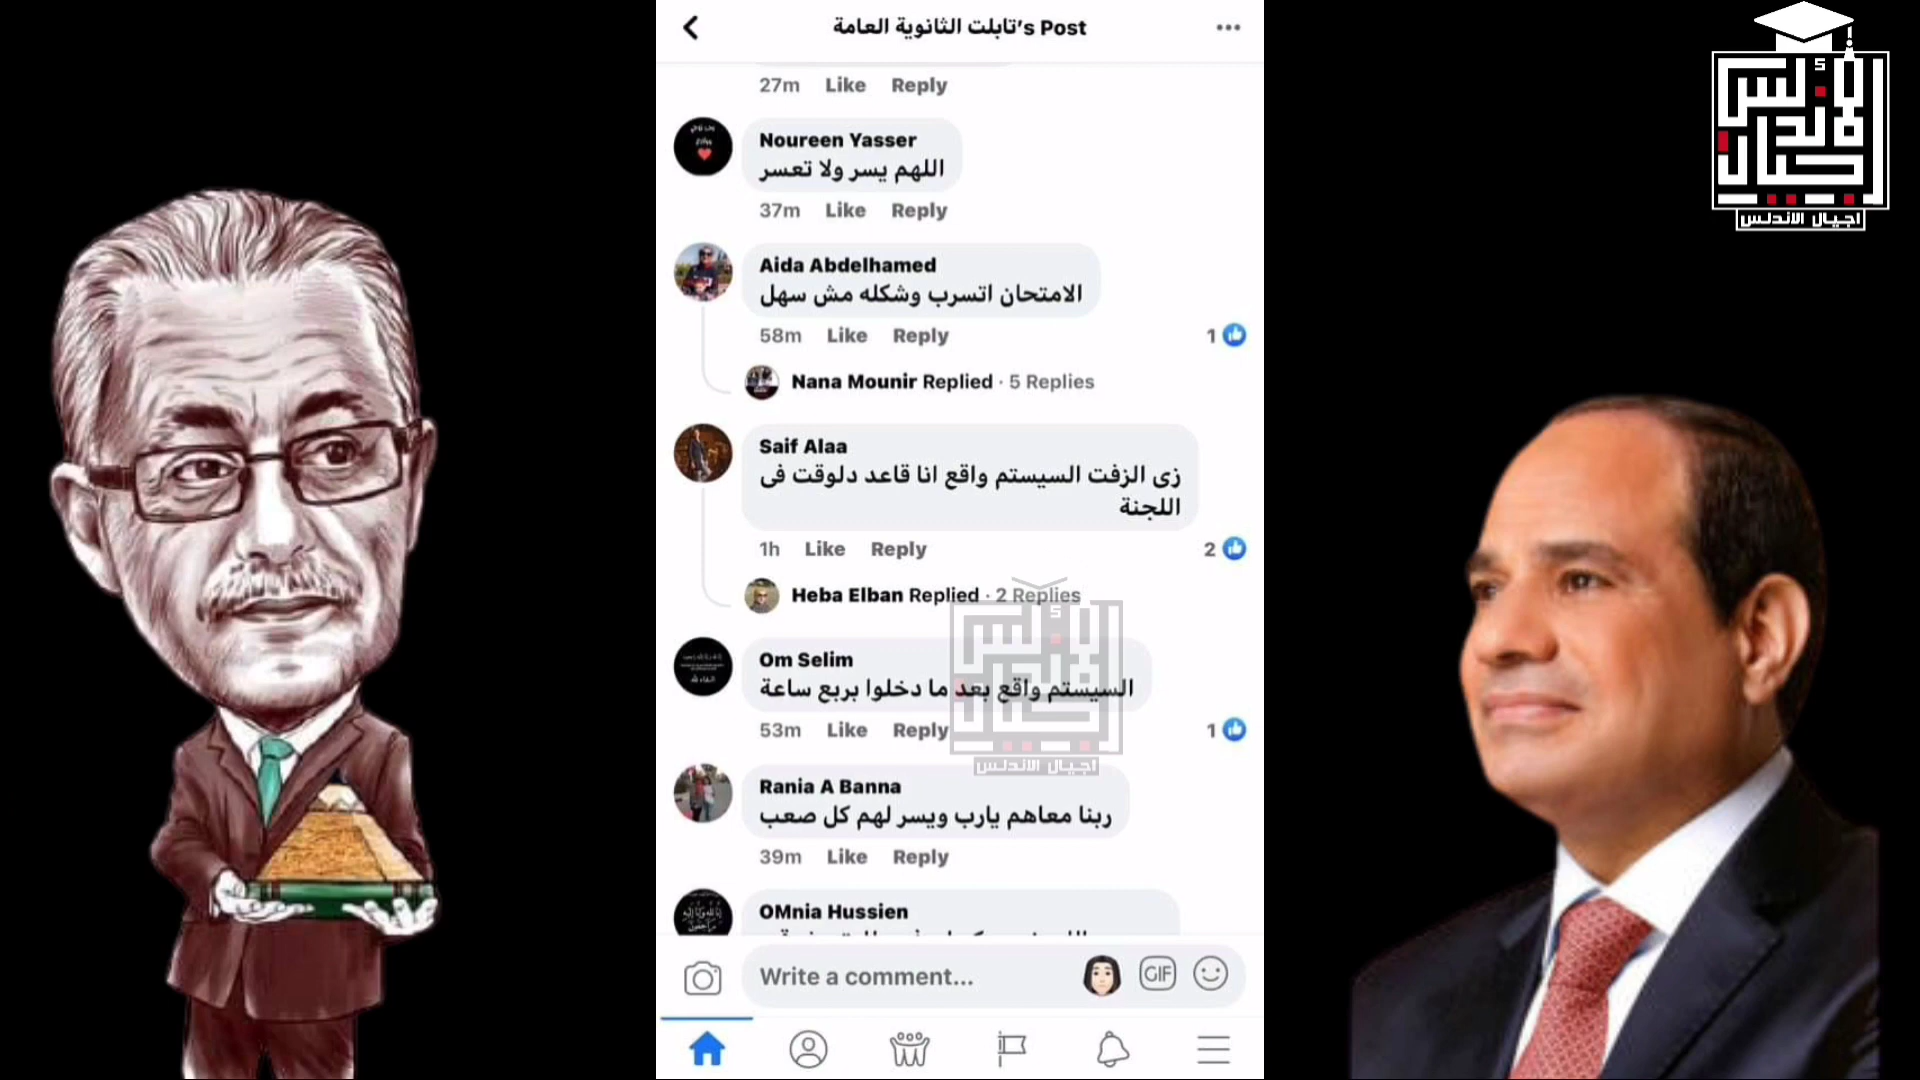 تابلت الثانوية العامة's Post
27m Like Reply
Noureen Yasser
اللهم يسر ولا تعسر
37m Like Reply
Aida Abdelhamed
الامتحان اتسرب وشكله مش سهل
58m Like Reply 1
Nana Mounir Replied · 5 Replies
Saif Alaa
زى الزفت السيستم واقع انا قاعد دلوقت فى
اللجنة
1h Like Reply 2
Heba Elban Replied · 2 Replies
Om Selim
السيستم واقع بعد ما دخلوا بربع ساعة
53m Like Reply 1
Rania A Banna
ربنا معاهم يارب ويسر لهم كل صعب
39m Like Reply
OMnia Hussien
Write a comment...
GIF
اجيال الاندلس
اجيال الاندلس